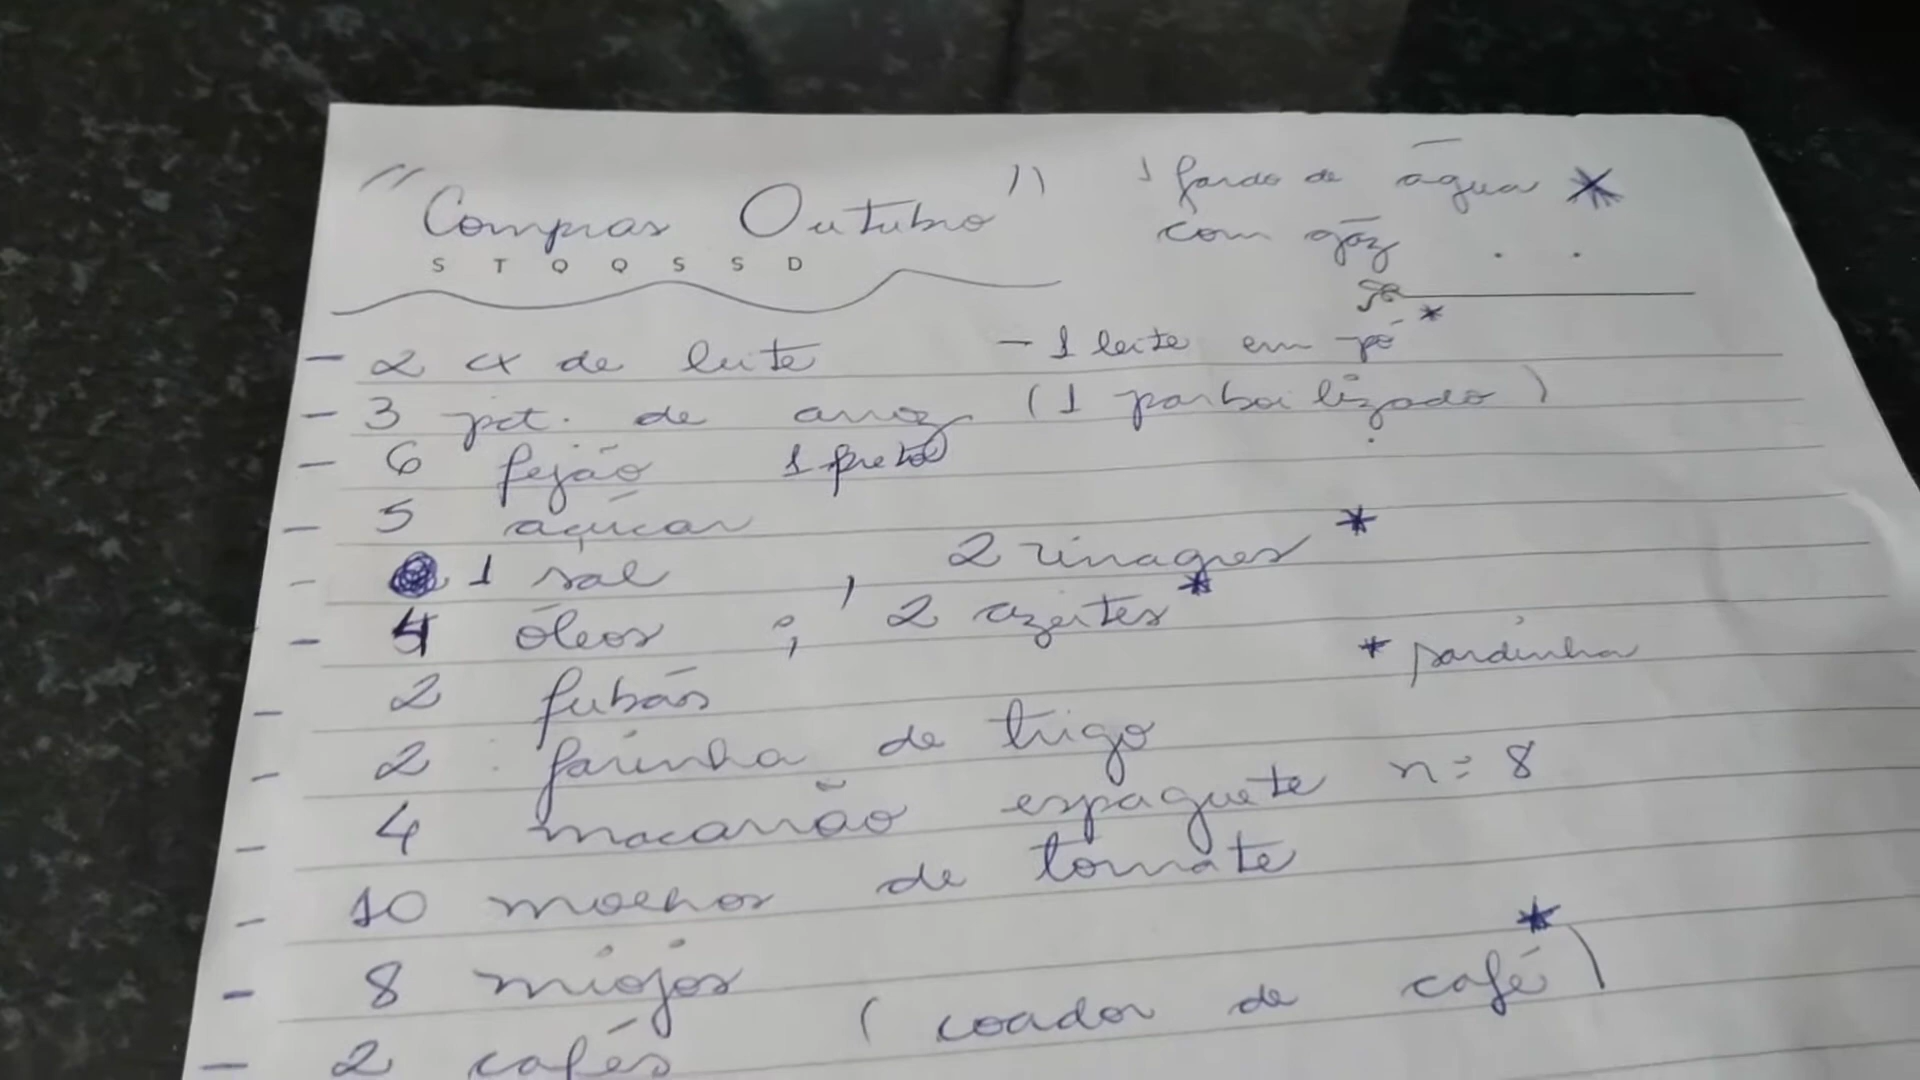 "Compras Outubro"
1 fardo de água *
com gáz
S T Q Q S S D
- 2 cx de leite - 1 leite em pó *
- 3 pct. de arroz (1 parboilizado)
- 6 fejão 1 preto
- 5 açúcar
- 1 sal , 2 vinagres *
- 4 óleos ; 2 azeites *
* sardinha
- 2 fubás
- 2 farinha de trigo
- 4 macarrão espaguete n= 8
- 10 molhos de tomate
- 8 miojos
- 2 cafés (coador de café) *